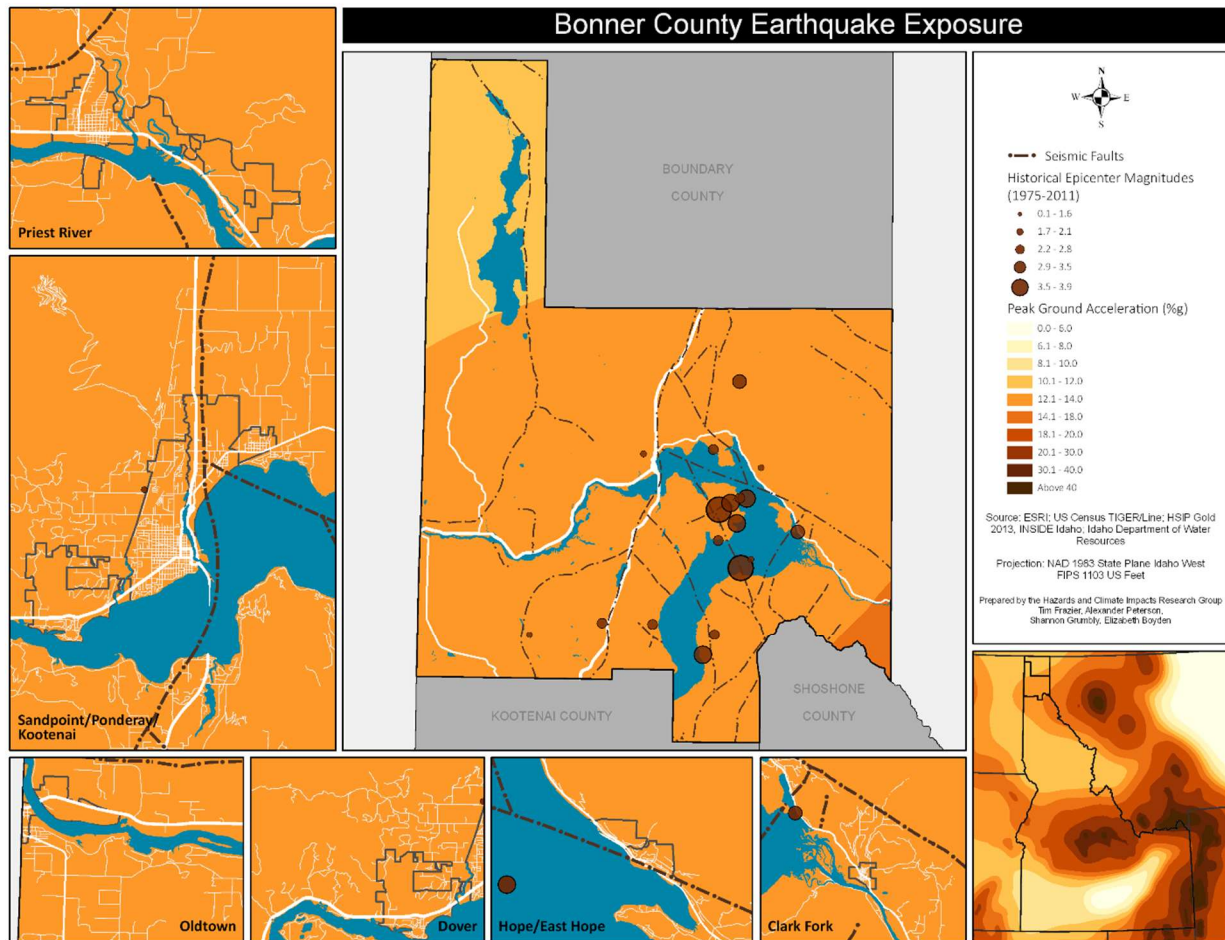 Bonner County Earthquake Exposure
Priest River
Sandpoint/Ponderay/
Kootenai
Oldtown
Dover
Hope/East Hope
Clark Fork
BOUNDARY
COUNTY
KOOTENAI COUNTY
SHOSHONE
COUNTY
N
W
E
S
Seismic Faults
Historical Epicenter Magnitudes
(1975-2011)
0.1 - 1.6
1.7 - 2.1
2.2 - 2.8
2.9 - 3.5
3.5 - 3.9
Peak Ground Acceleration (%g)
0.0 - 6.0
6.1 - 8.0
8.1 - 10.0
10.1 - 12.0
12.1 - 14.0
14.1 - 18.0
18.1 - 20.0
20.1 - 30.0
30.1 - 40.0
Above 40
Source: ESRI; US Census TIGER/Line; HSIP Gold
2013, INSIDE Idaho; Idaho Department of Water
Resources
Projection: NAD 1983 State Plane Idaho West
FIPS 1103 US Feet
Prepared by the Hazards and Climate Impacts Research Group
Tim Frazier, Alexander Peterson,
Shannon Grumbly, Elizabeth Boyden